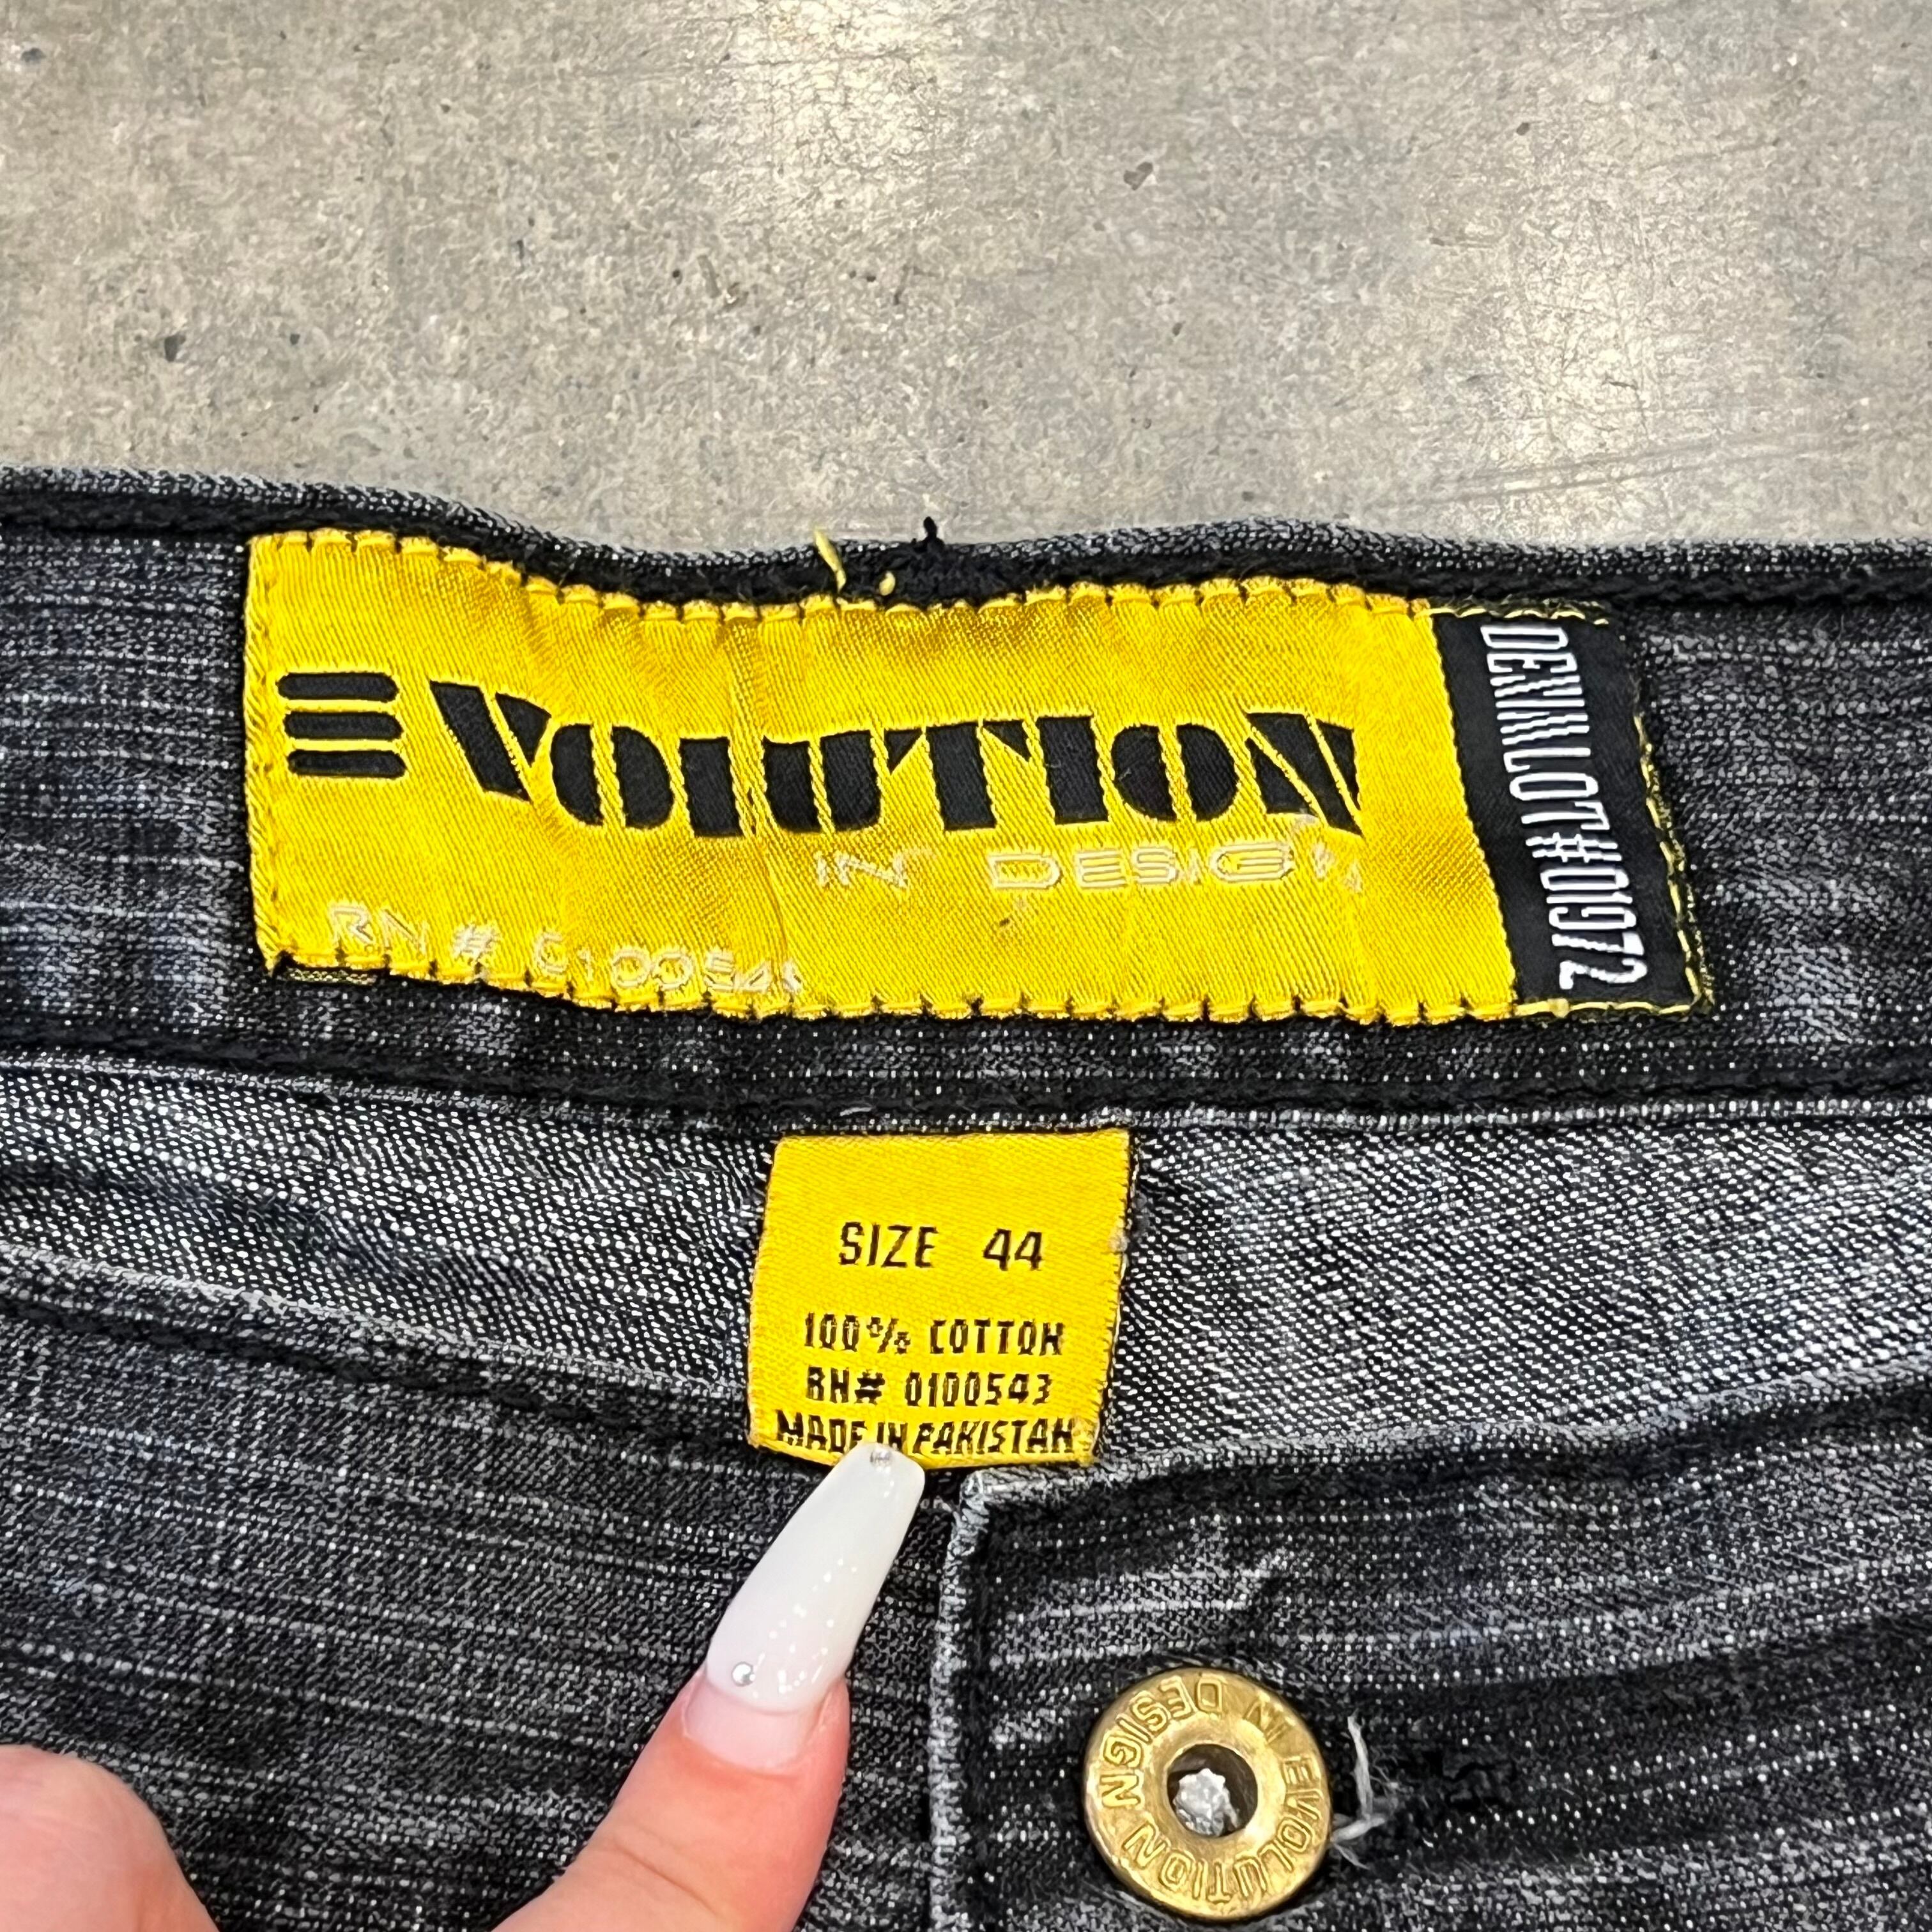 EVOLUTION
IN DESIGN
RN # 0100543
DENIM LOT#01972
SIZE 44
100% COTTON
RN# 0100543
MADE IN PAKISTAN
EVOLUTION IN DESIGN